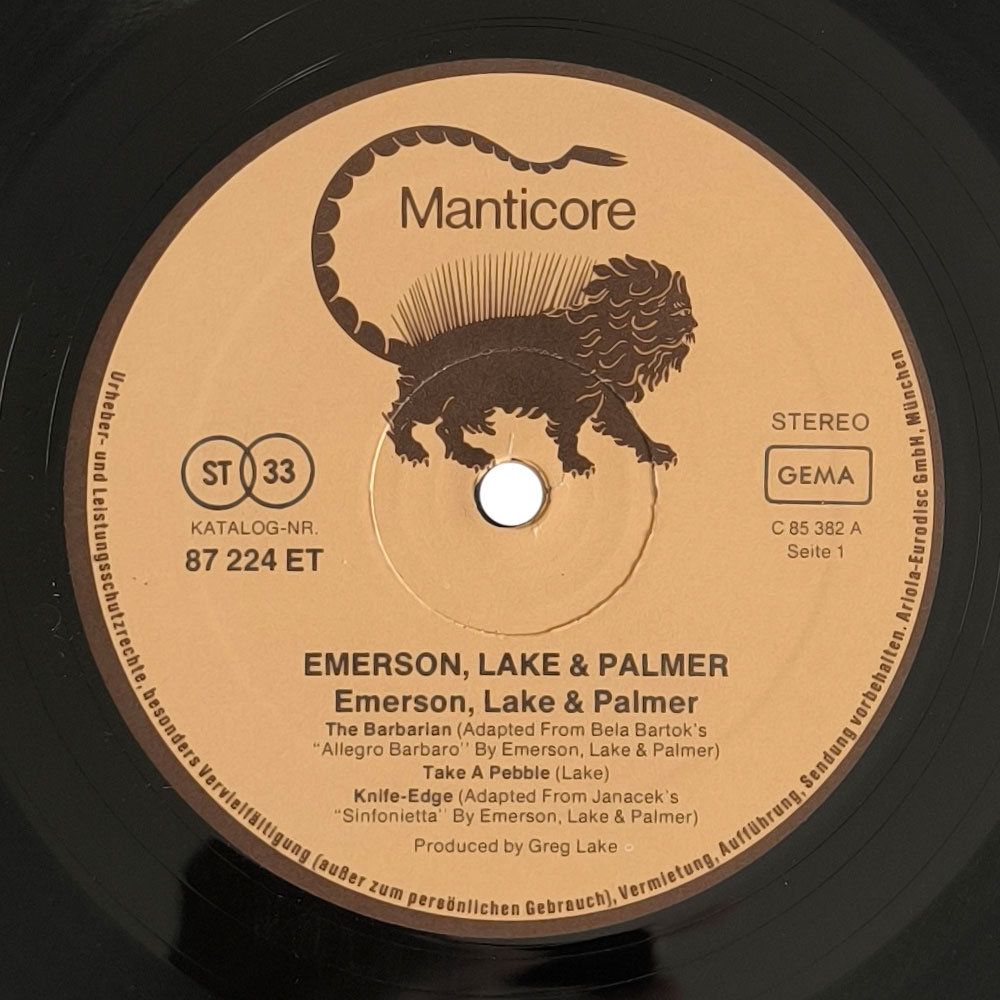 Manticore
ST 33
KATALOG-NR.
87 224 ET
STEREO
GEMA
C 85 382 A
Seite 1
EMERSON, LAKE & PALMER
Emerson, Lake & Palmer
The Barbarian (Adapted From Bela Bartok's
"Allegro Barbaro" By Emerson, Lake & Palmer)
Take A Pebble (Lake)
Knife-Edge (Adapted From Janacek's
"Sinfonietta" By Emerson, Lake & Palmer)
Produced by Greg Lake
Urheber- und Leistungsschutzrechte, besonders Vervielfältigung (außer zum persönlichen Gebrauch), Vermietung, Aufführung, Sendung vorbehalten. Ariola-Eurodisc GmbH, München